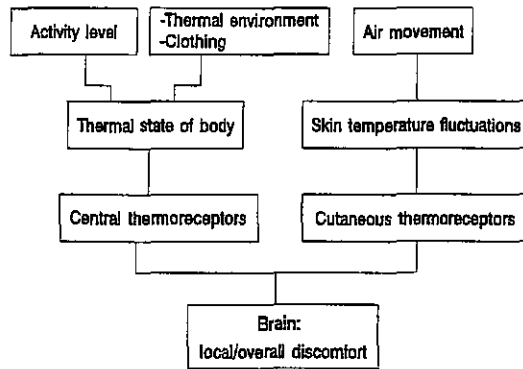 Activity level
-Thermal environment
-Clothing
Air movement
Thermal state of body
Skin temperature fluctuations
Central thermoreceptors
Cutaneous thermoreceptors
Brain:
local/overall discomfort